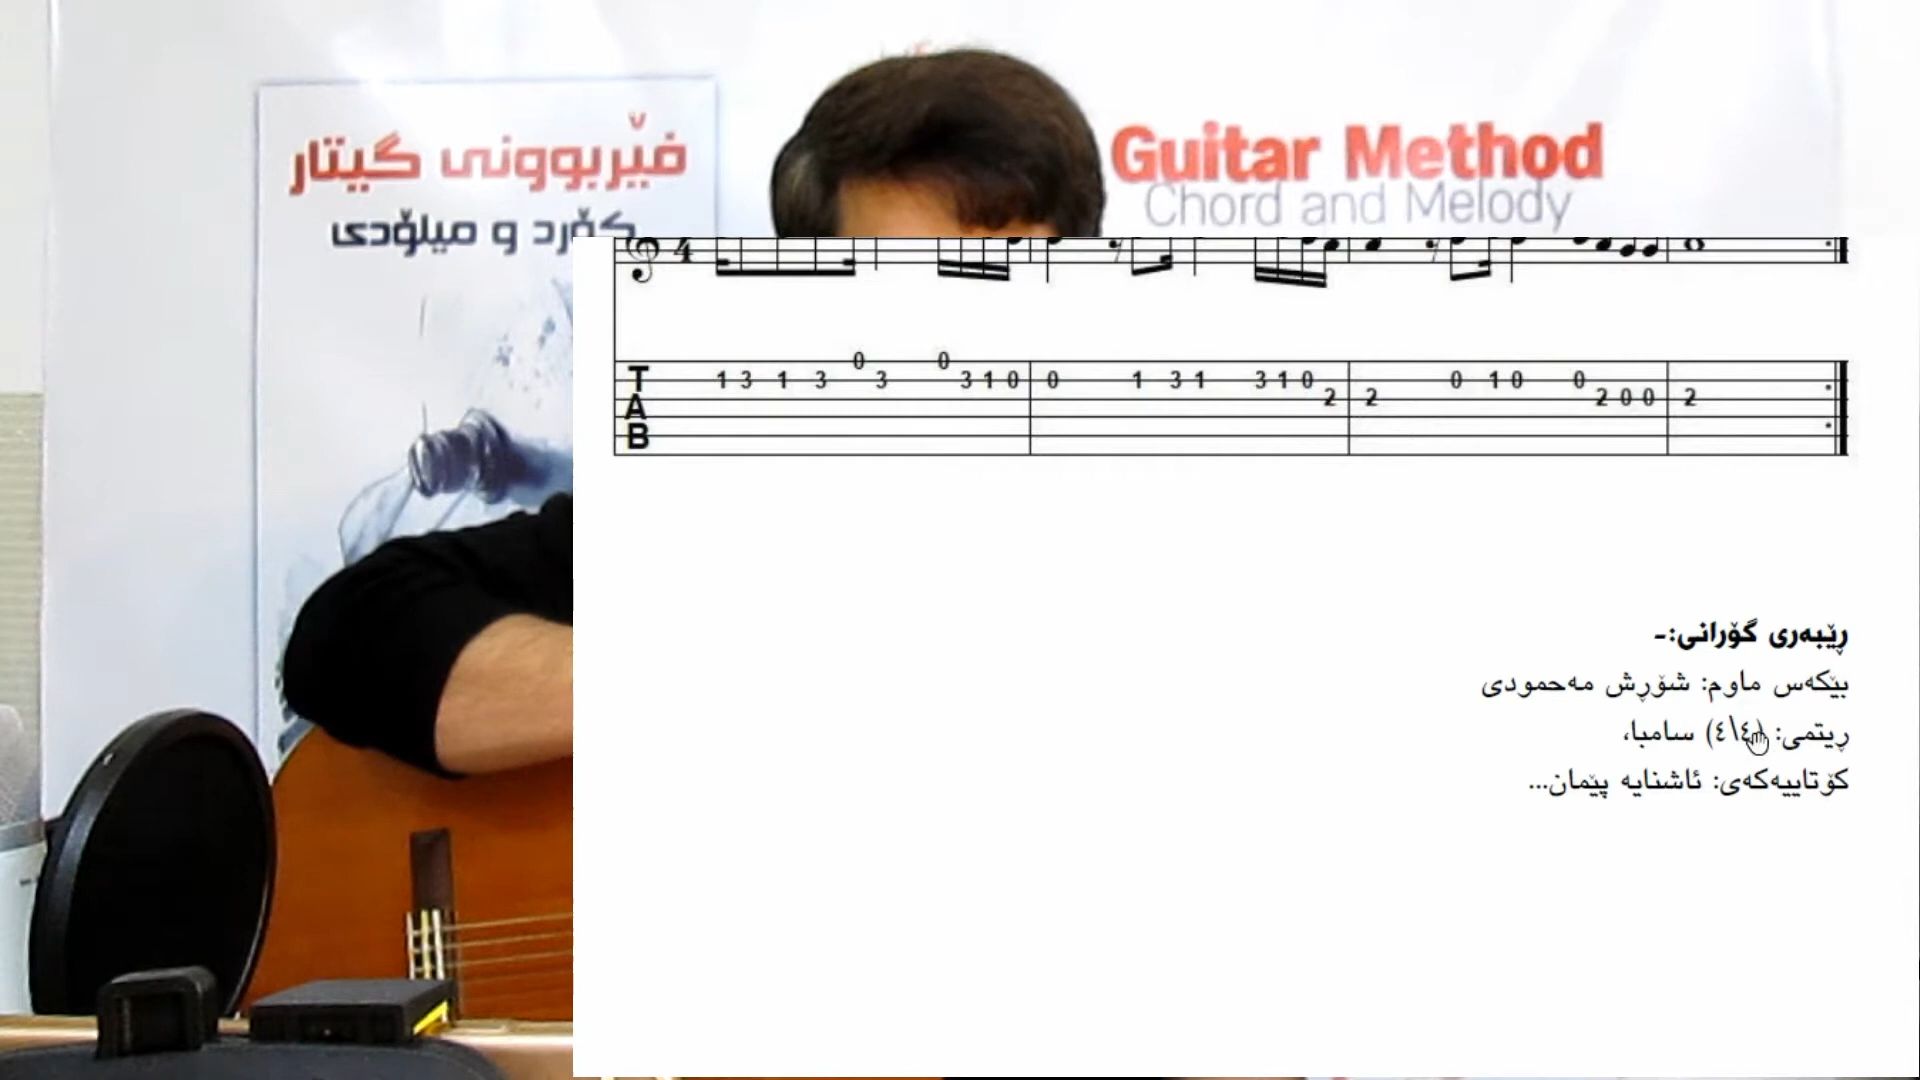 فێربوونی گیتار
کۆرد و میلۆدی
Guitar Method
Chord and Melody
4
1 3 1 3 0 3 0 3 1 0 0 1 3 1 3 1 0 2 2 0 1 0 0 2 0 0 2
T
A
B
ڕێبەری گۆرانی:-
بێکەس ماوم: شۆڕش مەحمودی
ڕیتمی: (٤\٤) سامبا،
کۆتاییەکەی: ئاشنایە پێمان...